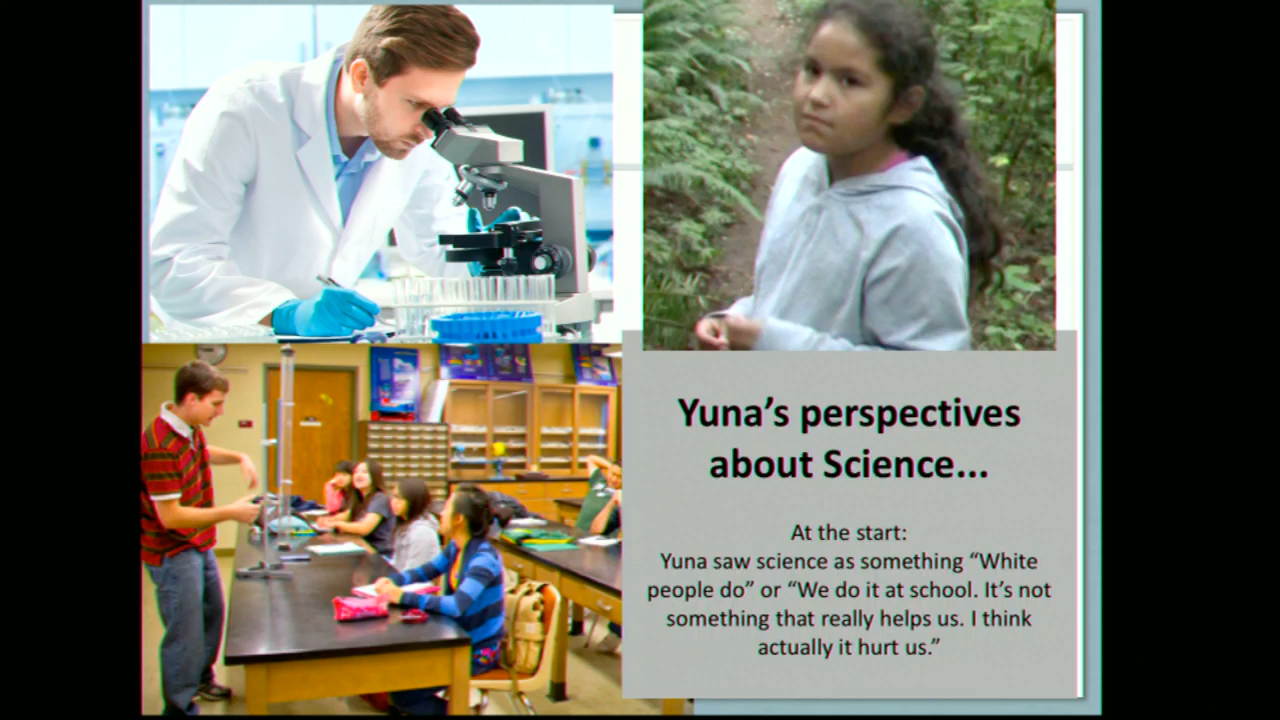 Yuna’s perspectives
about Science...
At the start:
Yuna saw science as something “White
people do” or “We do it at school. It’s not
something that really helps us. I think
actually it hurt us.”